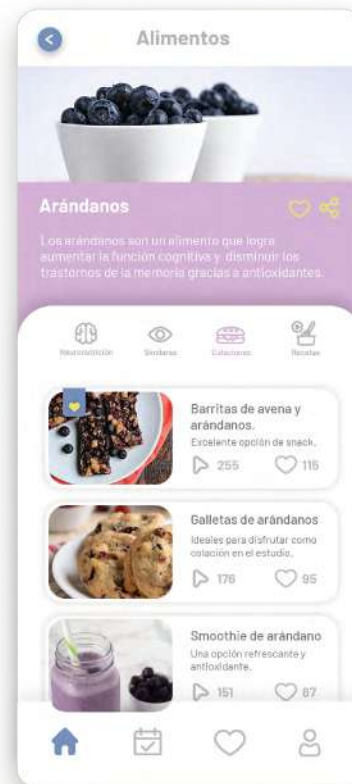 Alimentos
Arándanos
Los arándanos son un alimento que logra
aumentar la función cognitiva y disminuir los
trastornos de la memoria gracias a antioxidantes.
Neuronutrición
Similares
Colaciones
Recetas
Barritas de avena y
arándanos.
Excelente opción de snack.
255
115
Galletas de arándanos
Ideales para disfrutar como
colación en el estudio.
176
95
Smoothie de arándano
Una opción refrescante y
antioxidante.
151
87